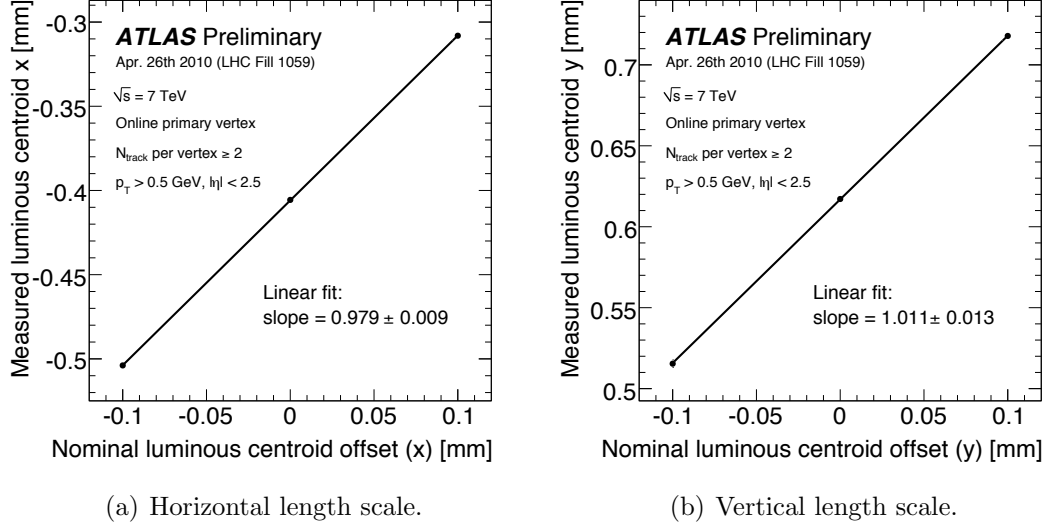 Measured luminous centroid x [mm]
-0.3
-0.35
-0.4
-0.45
-0.5
ATLAS Preliminary
Apr. 26th 2010 (LHC Fill 1059)
√s = 7 TeV
Online primary vertex
N_track per vertex ≥ 2
p_T > 0.5 GeV, |η| < 2.5
Linear fit:
slope = 0.979 ± 0.009
-0.1 -0.05 0 0.05 0.1
Nominal luminous centroid offset (x) [mm]
(a) Horizontal length scale.
Measured luminous centroid y [mm]
0.7
0.65
0.6
0.55
0.5
ATLAS Preliminary
Apr. 26th 2010 (LHC Fill 1059)
√s = 7 TeV
Online primary vertex
N_track per vertex ≥ 2
p_T > 0.5 GeV, |η| < 2.5
Linear fit:
slope = 1.011± 0.013
-0.1 -0.05 0 0.05 0.1
Nominal luminous centroid offset (y) [mm]
(b) Vertical length scale.